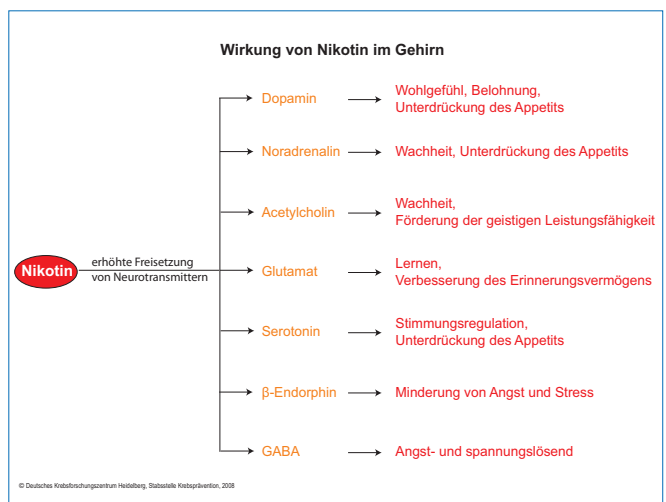 Wirkung von Nikotin im Gehirn
Dopamin
Wohlgefühl, Belohnung,
Unterdrückung des Appetits
Noradrenalin
Wachheit, Unterdrückung des Appetits
Acetylcholin
Wachheit,
Förderung der geistigen Leistungsfähigkeit
Nikotin
erhöhte Freisetzung
von Neurotransmittern
Glutamat
Lernen,
Verbesserung des Erinnerungsvermögens
Serotonin
Stimmungsregulation,
Unterdrückung des Appetits
β-Endorphin
Minderung von Angst und Stress
GABA
Angst- und spannungslösend
© Deutsches Krebsforschungszentrum Heidelberg, Stabsstelle Krebsprävention, 2008